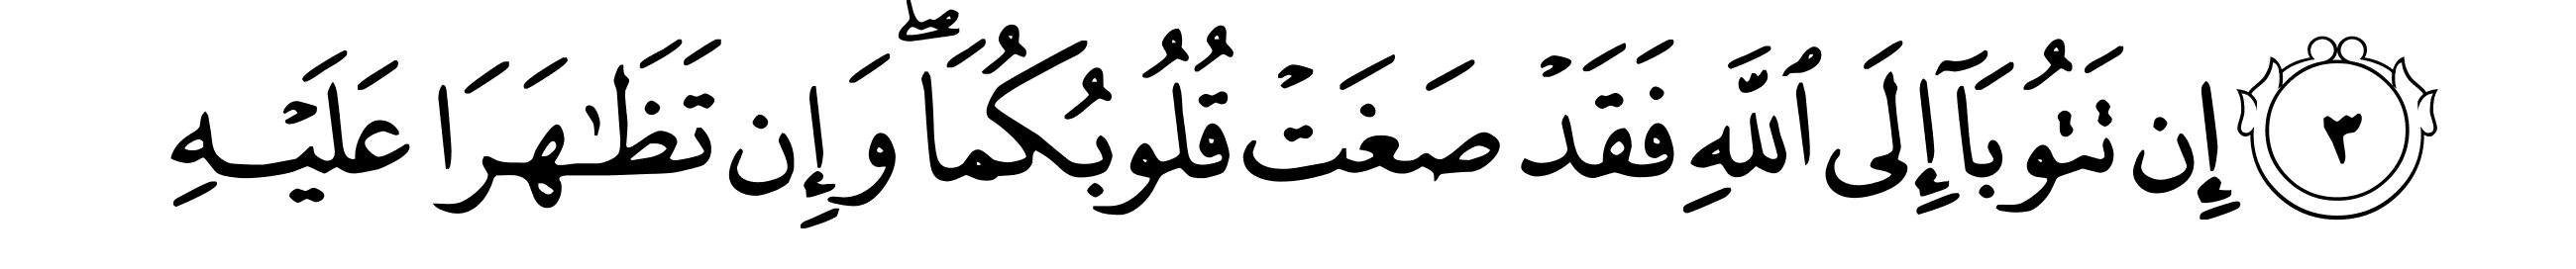 ٣ إِن تَتُوبَآ إِلَى ٱللَّهِ فَقَدْ صَغَتْ قُلُوبُكُمَا ۖ وَإِن تَظَٰهَرَا عَلَيْهِ